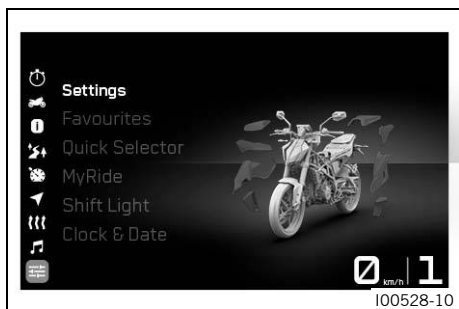 Settings
Favourites
Quick Selector
MyRide
Shift Light
Clock & Date
0 km/h 1
I00528-10